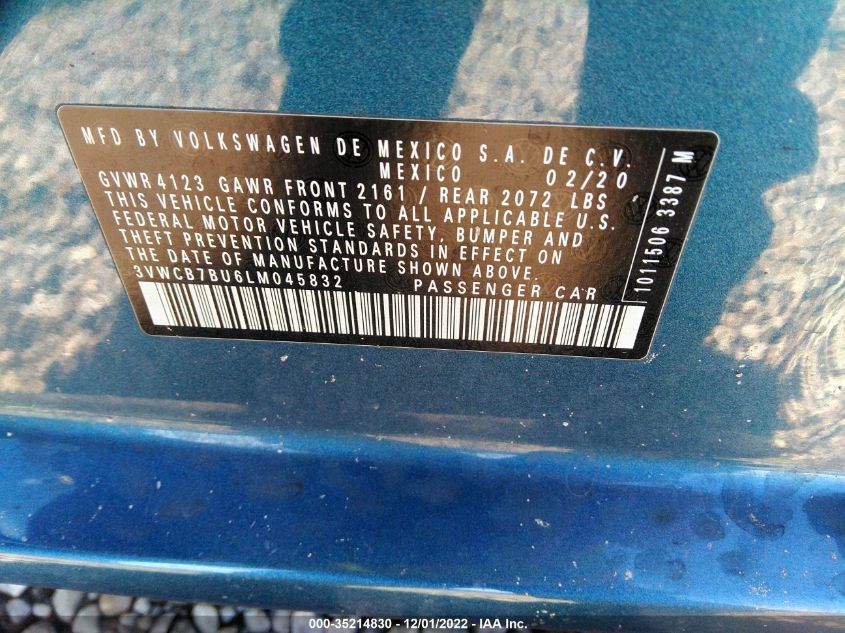 MFD BY VOLKSWAGEN DE MEXICO S.A. DE C.V.
MEXICO 02/20
GVWR 4123 GAWR FRONT 2161 / REAR 2072 LBS
THIS VEHICLE CONFORMS TO ALL APPLICABLE U.S.
FEDERAL MOTOR VEHICLE SAFETY, BUMPER AND
THEFT PREVENTION STANDARDS IN EFFECT ON
THE DATE OF MANUFACTURE SHOWN ABOVE.
3VWCB7BU6LM045832 PASSENGER CAR
1011506 3387 M
000-35214830 - 12/01/2022 - IAA Inc.